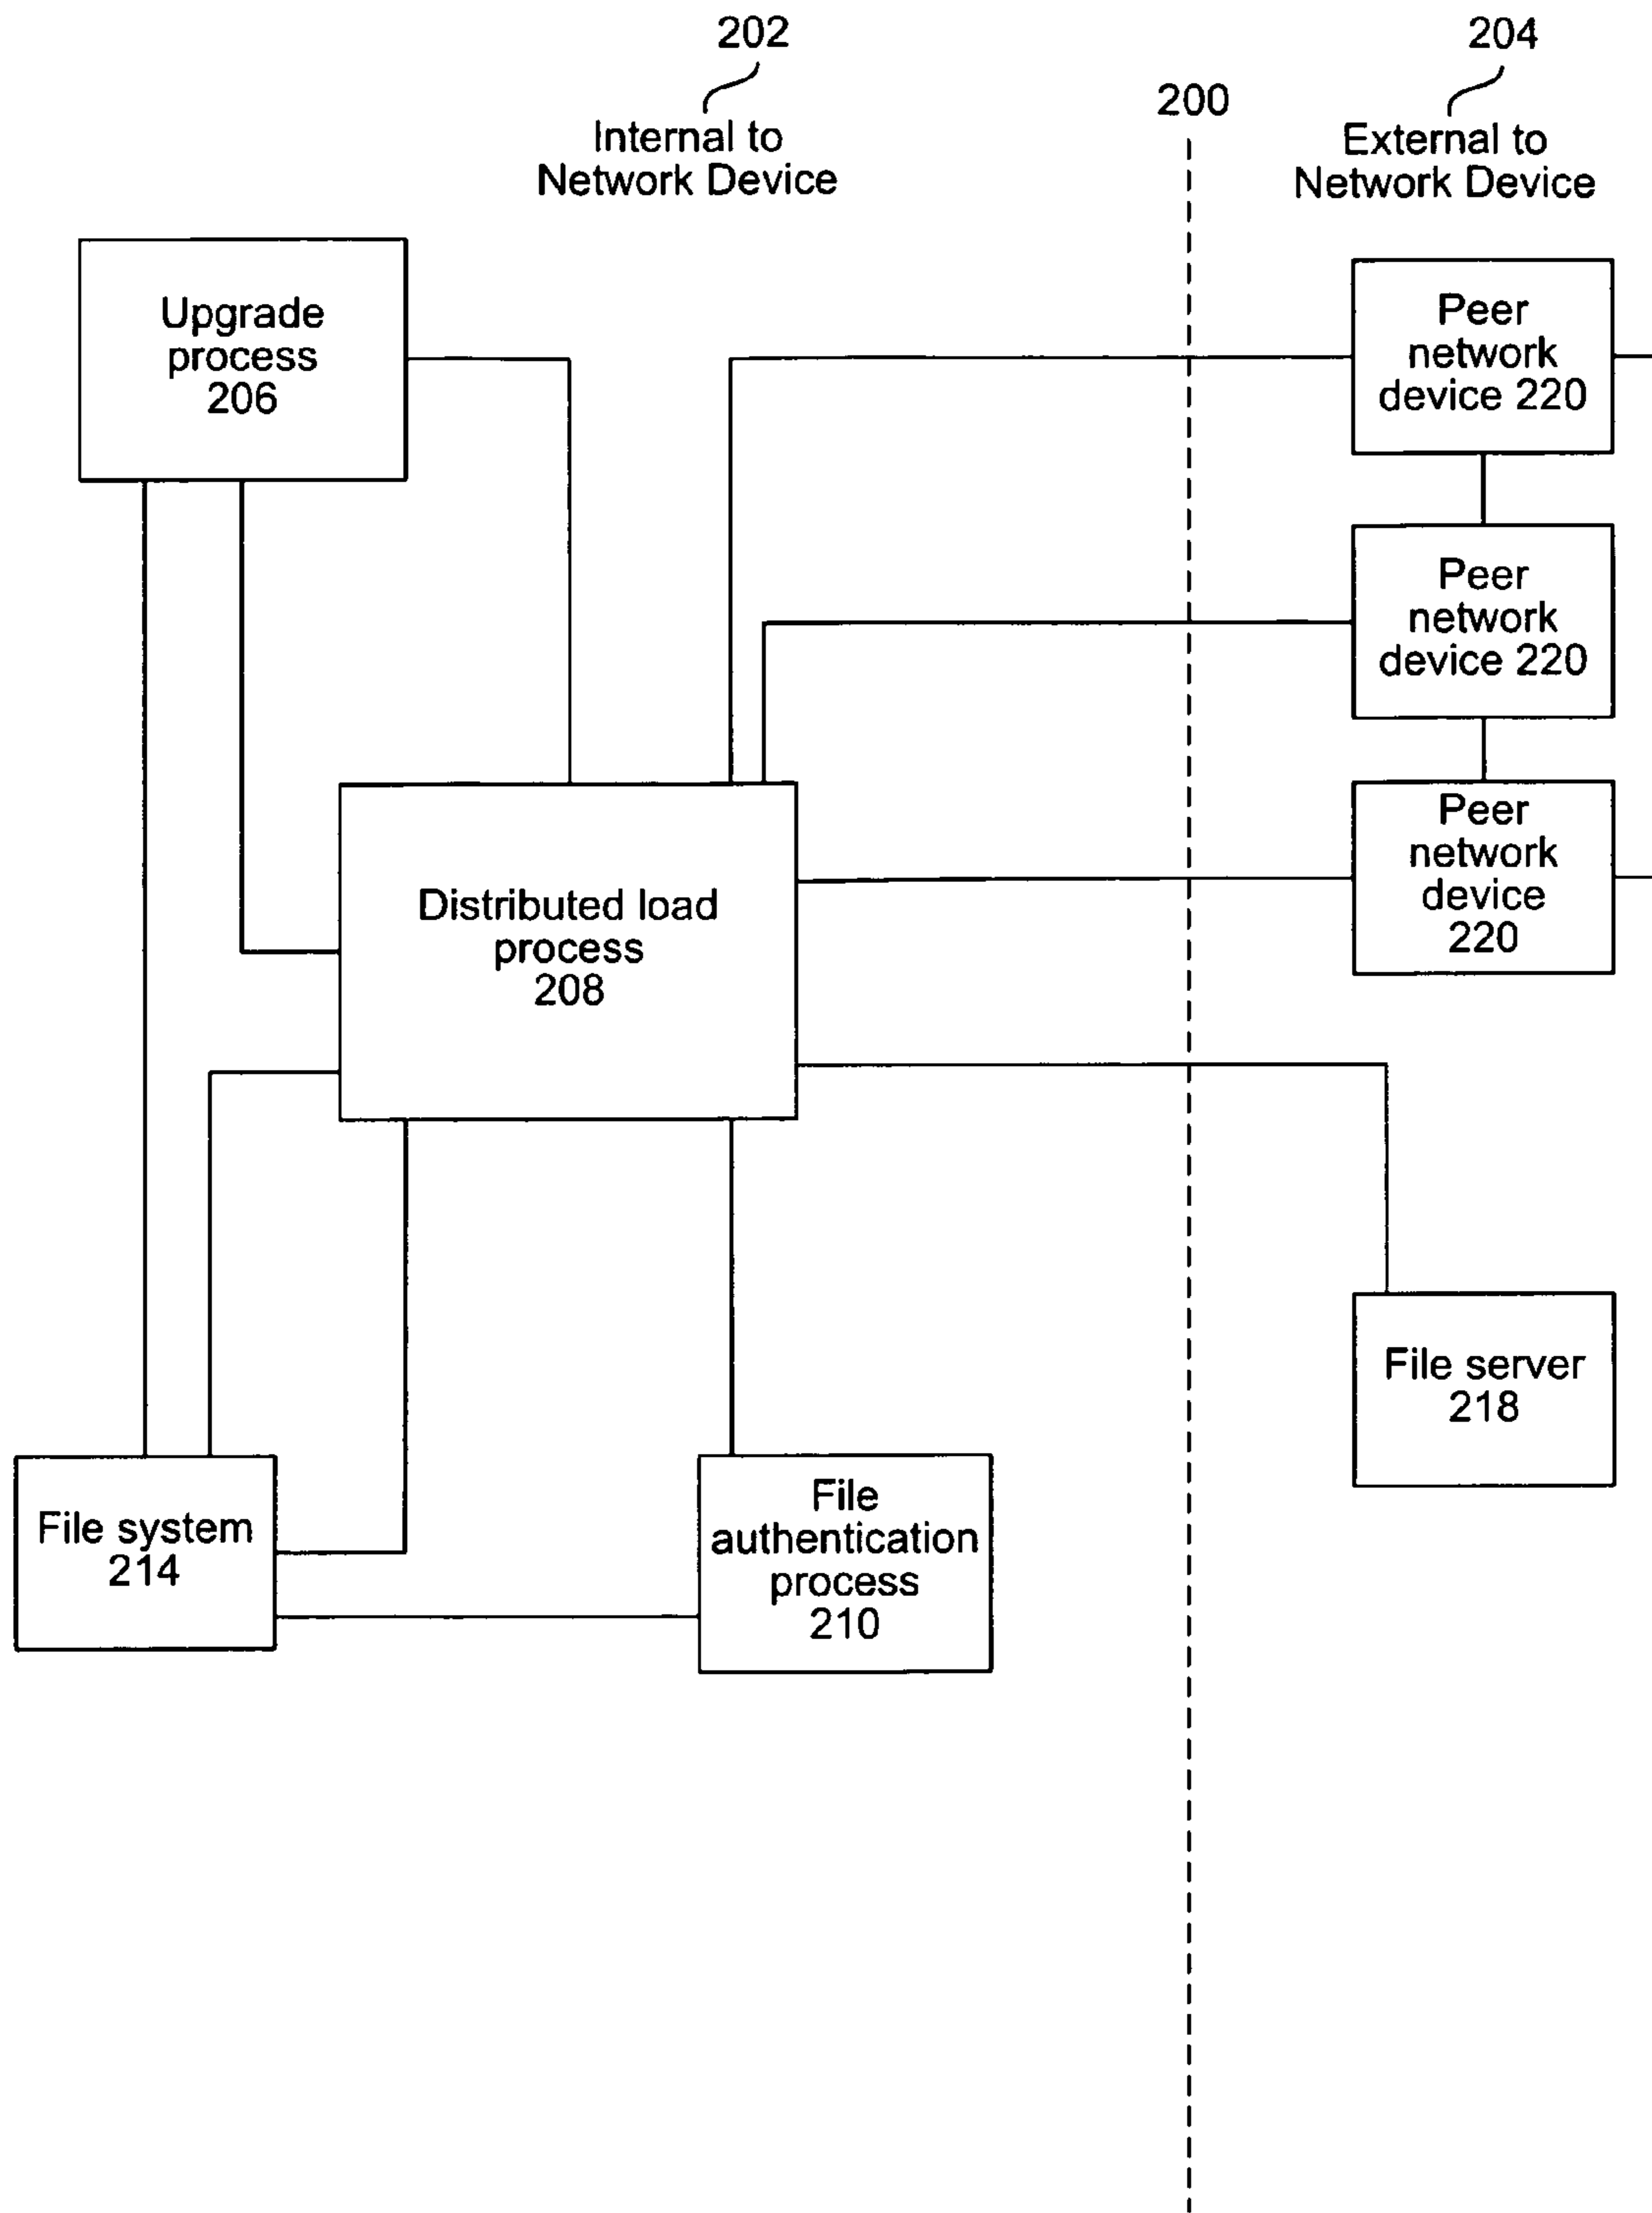 202
Internal to
Network Device
200
204
External to
Network Device
Upgrade
process
206
Peer
network
device 220
Peer
network
device 220
Peer
network
device
220
Distributed load
process
208
File server
218
File system
214
File
authentication
process
210